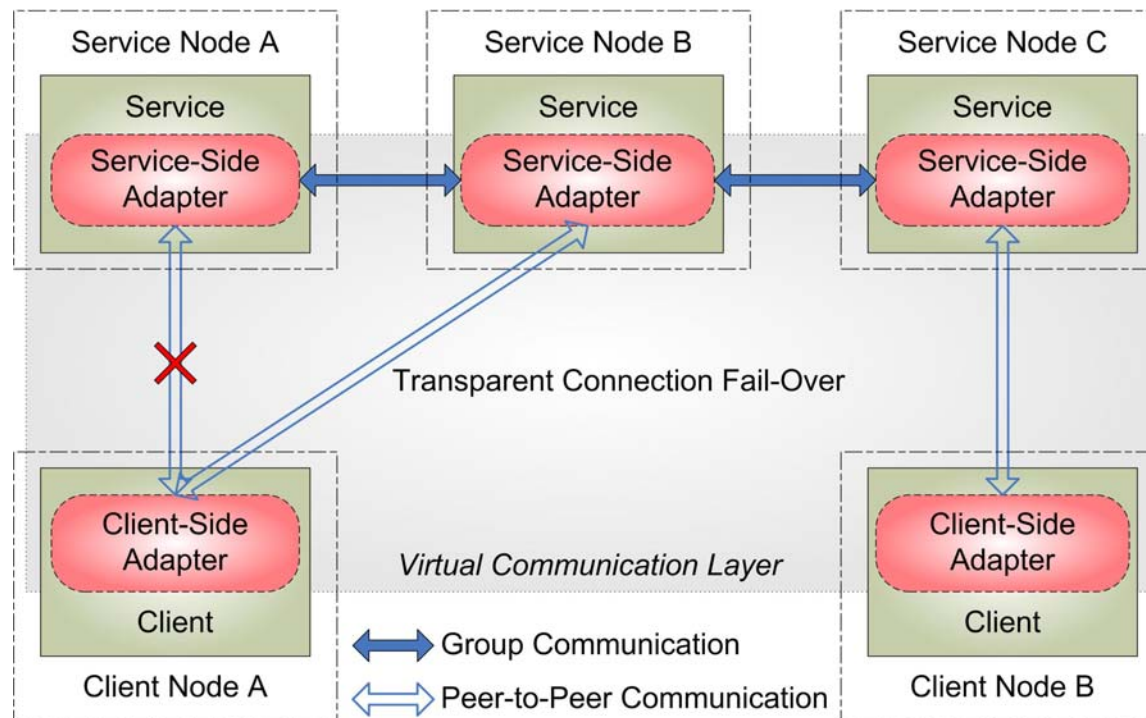 Service Node A
Service Node B
Service Node C
Service
Service
Service
Service-Side
Adapter
Service-Side
Adapter
Service-Side
Adapter
Transparent Connection Fail-Over
Client-Side
Adapter
Client-Side
Adapter
Virtual Communication Layer
Client
Client
Group Communication
Client Node A
Client Node B
Peer-to-Peer Communication